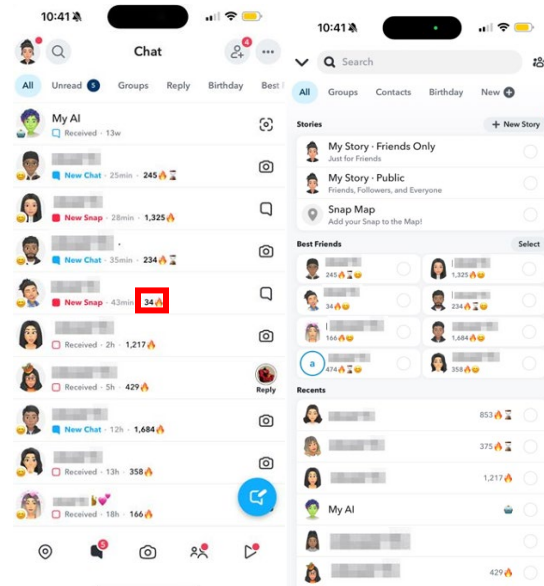 10:41
Chat
4
All Unread 5 Groups Reply Birthday Best
My AI
Received · 13w
New Chat · 25min · 245🔥⌛
New Snap · 28min · 1,325🔥
New Chat · 35min · 234🔥⌛
New Snap · 43min · 34🔥
Received · 2h · 1,217🔥
Received · 5h · 429🔥
Reply
New Chat · 12h · 1,684🔥
Received · 13h · 358🔥
Received · 18h · 166🔥
5
10:41
Search
All Groups Contacts Birthday New
Stories
+ New Story
My Story · Friends Only
Just for Friends
My Story · Public
Friends, Followers, and Everyone
Snap Map
Add your Snap to the Map!
Best Friends
Select
245🔥⌛😊
1,325🔥😊
34🔥😊
234🔥⌛😊
166🔥😊
1,684🔥😊
a
474🔥⌛😊
358🔥😊
Recents
853🔥⌛
375🔥⌛
1,217🔥
My AI
429🔥